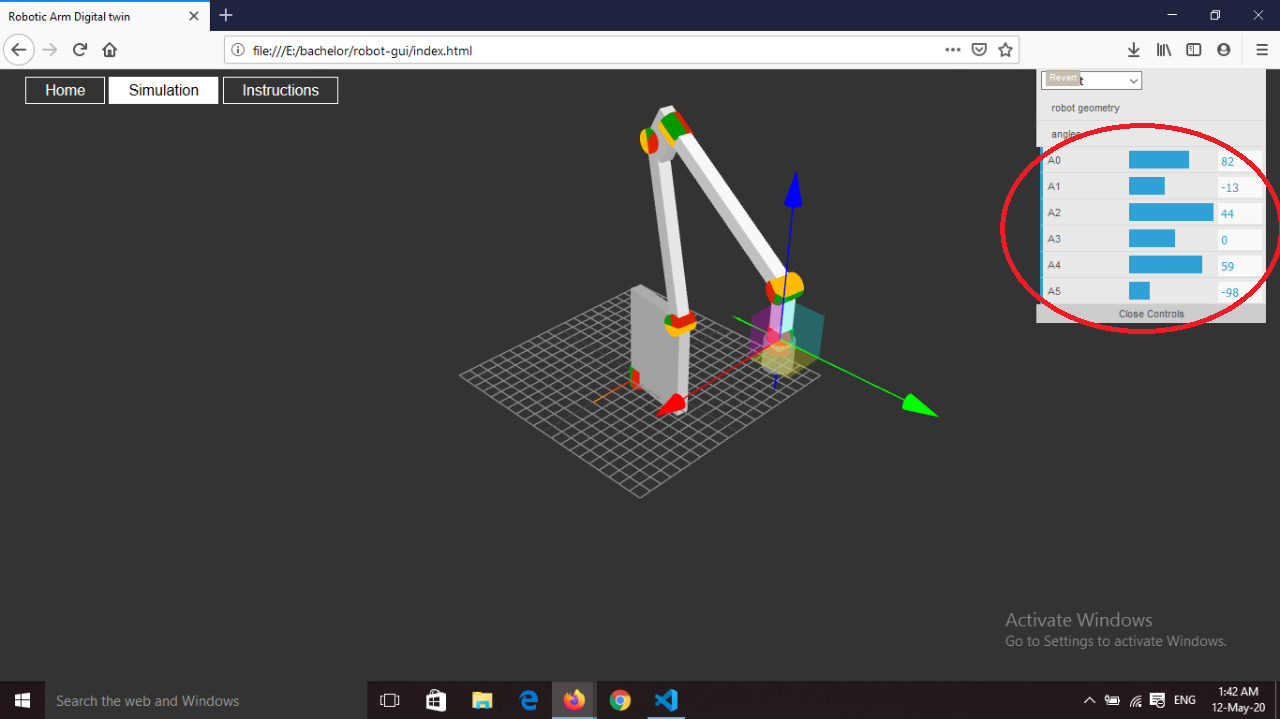 Robotic Arm Digital twin
file:///E:/bachelor/robot-gui/index.html
Home Simulation Instructions
Revert
robot geometry
angles
A0 82
A1 -13
A2 44
A3 0
A4 59
A5 -98
Close Controls
Activate Windows
Go to Settings to activate Windows.
Search the web and Windows
ENG
1:42 AM
12-May-20